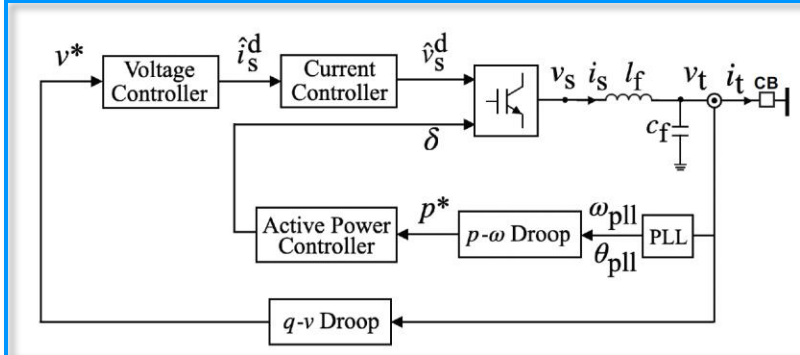 v*
Voltage
Controller
î_s^d
Current
Controller
v̂_s^d
δ
v_s
i_s
l_f
v_t
i_t
CB
c_f
Active Power
Controller
p*
p-ω Droop
ω_pll
θ_pll
PLL
q-v Droop